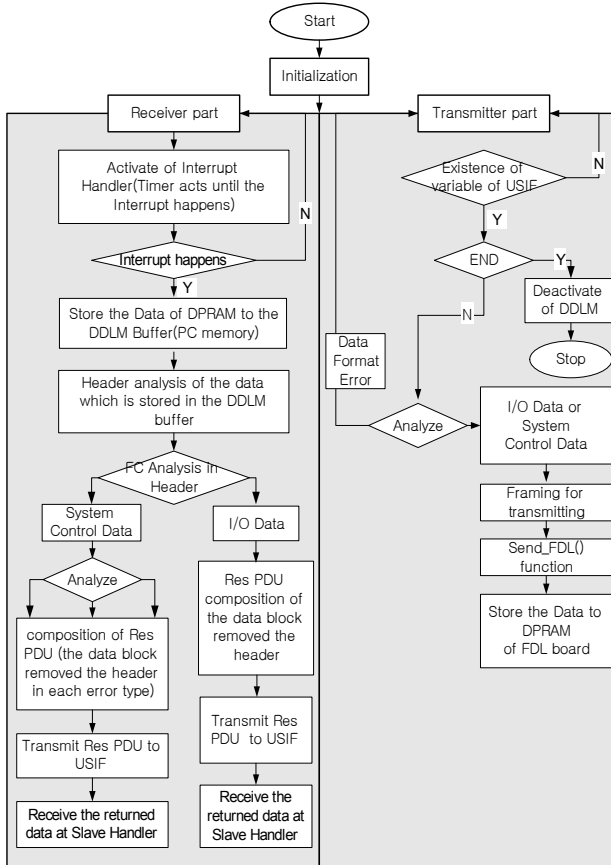 Start
Initialization
Receiver part
Transmitter part
Activate of Interrupt
Handler(Timer acts until the
Interrupt happens)
N
Interrupt happens
Y
Store the Data of DPRAM to the
DDLM Buffer(PC memory)
Header analysis of the data
which is stored in the DDLM
buffer
FC Analysis in
Header
System
Control Data
I/O Data
Analyze
composition of Res
PDU (the data block
removed the header
in each error type)
Transmit Res PDU to
USIF
Receive the returned
data at Slave Handler
Res PDU
composition of
the data block
removed the
header
Transmit Res
PDU to USIF
Receive the
returned data at
Slave Handler
Existence of
variable of USIF
N
Y
END
Y
Deactivate
of DDLM
Stop
N
Data
Format
Error
Analyze
I/O Data or
System
Control Data
Framing for
transmitting
Send_FDL()
function
Store the Data to
DPRAM
of FDL board